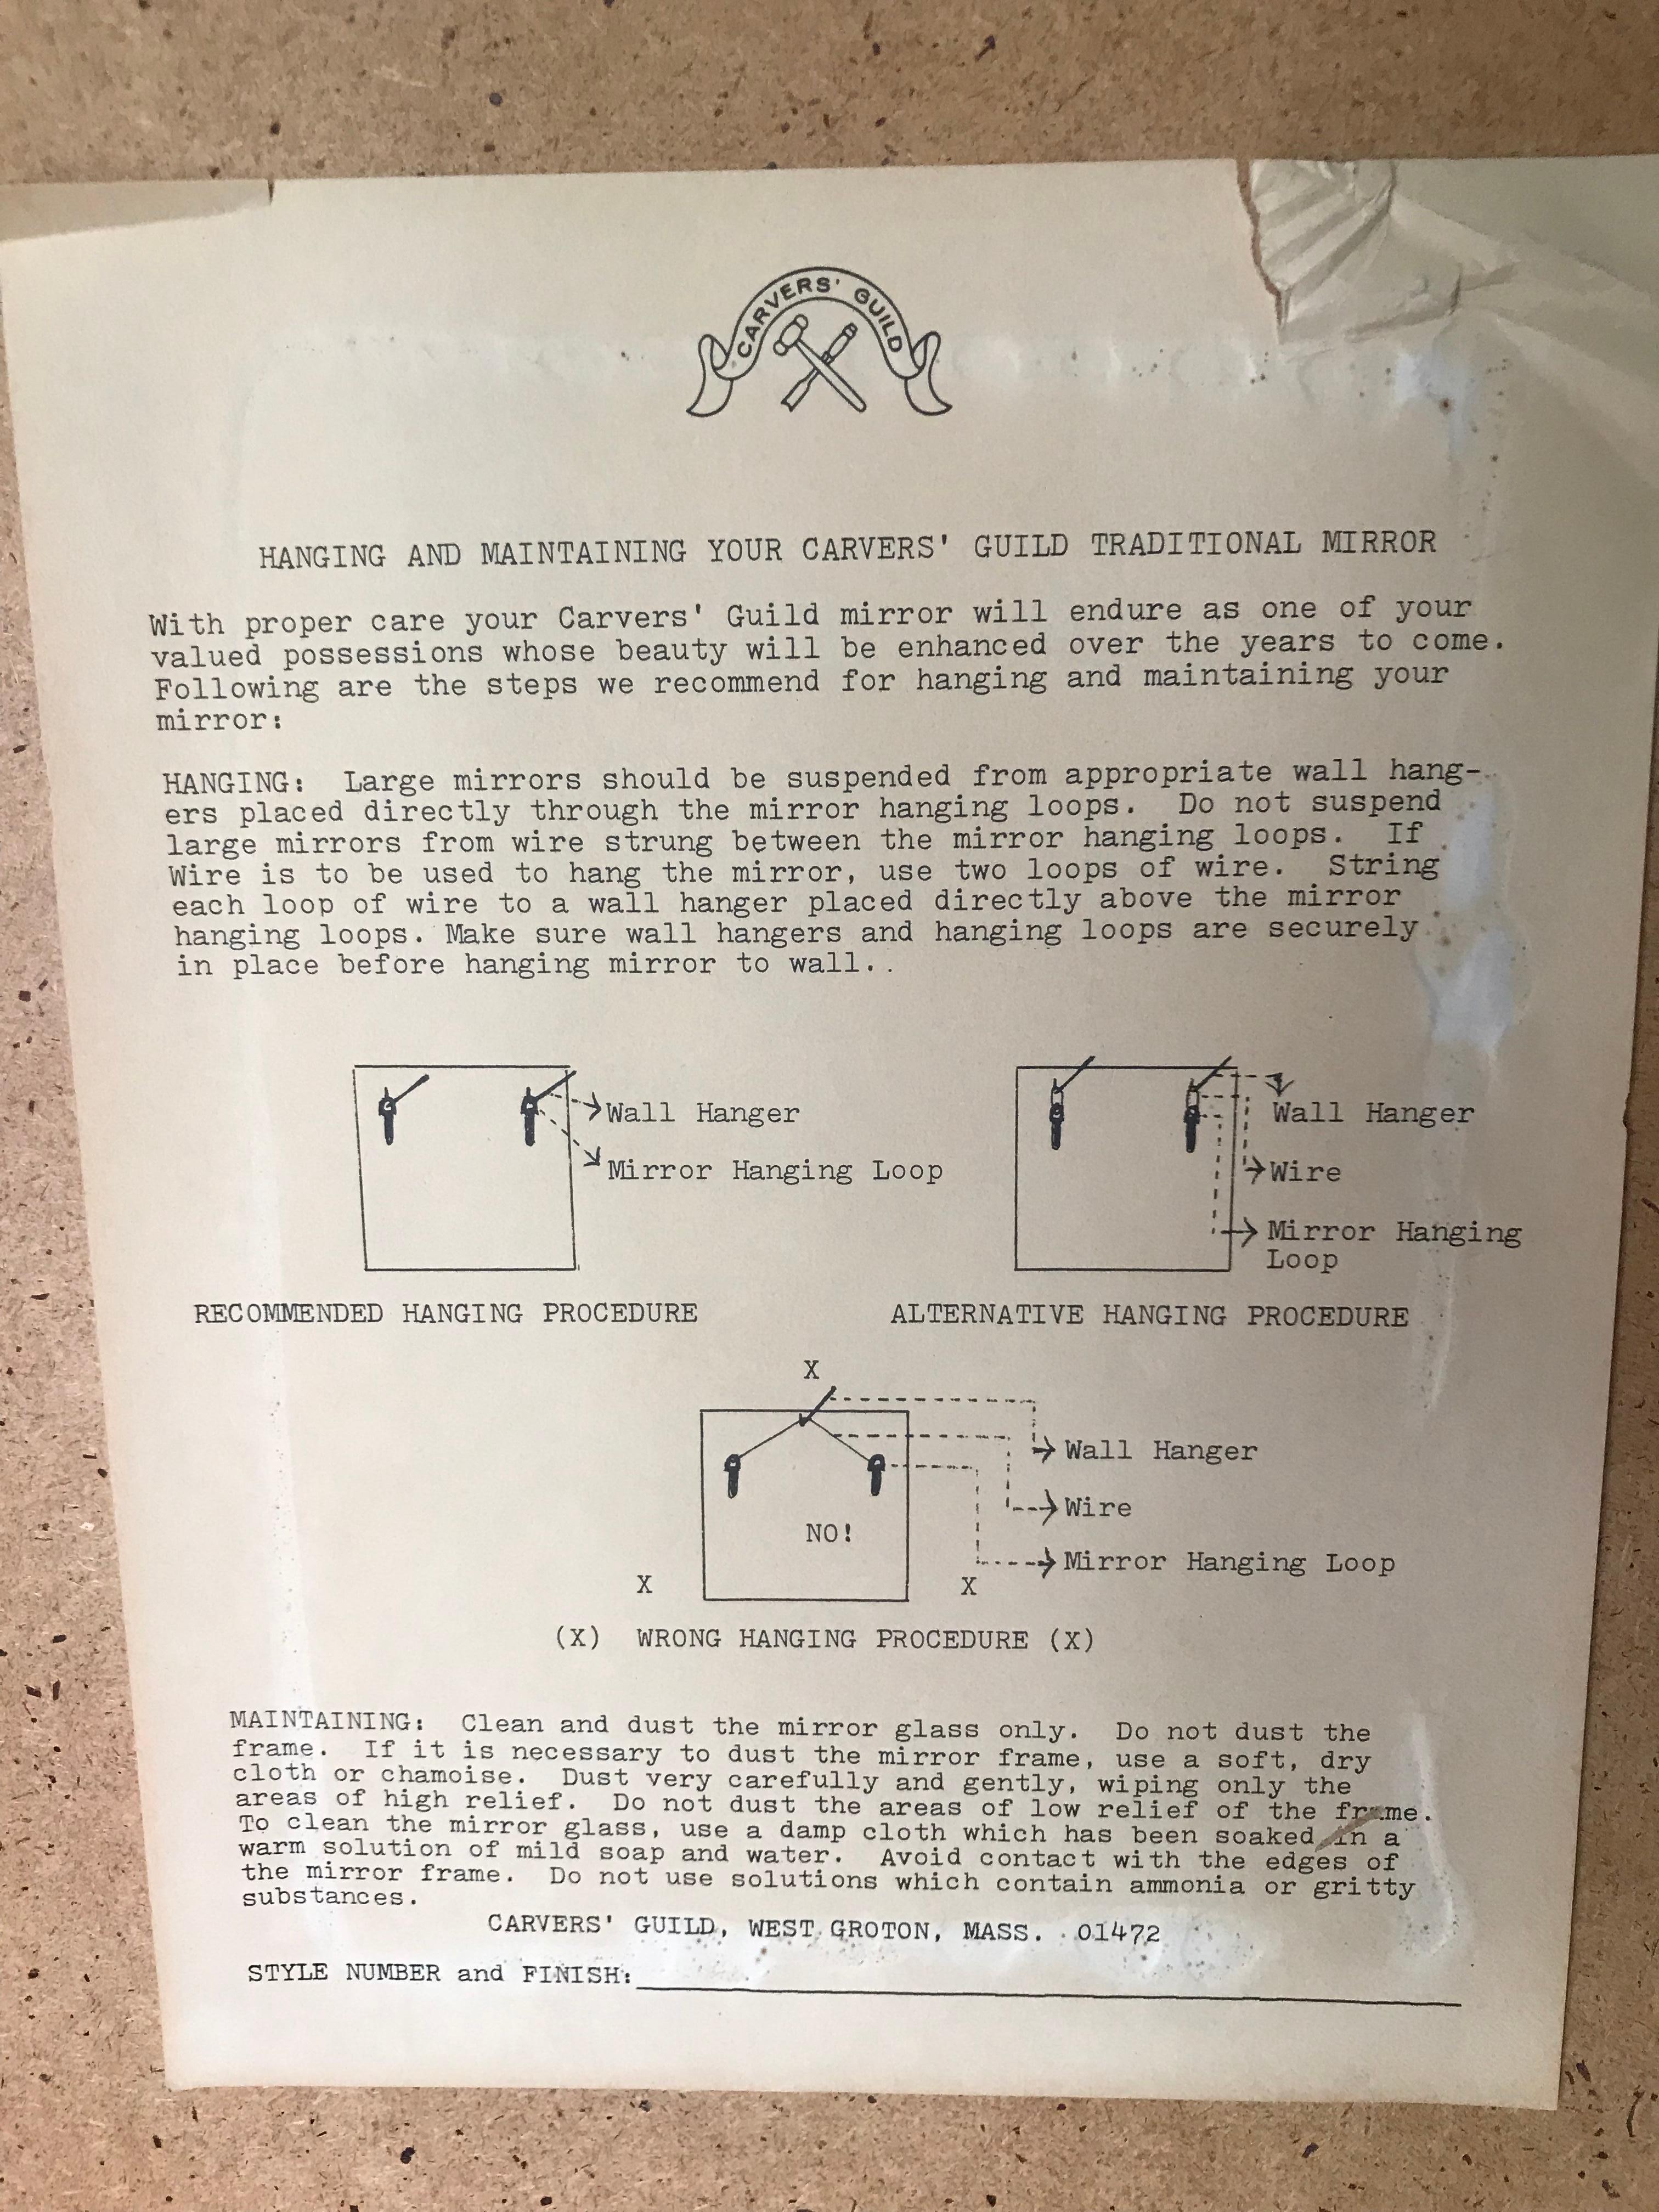 CARVERS' GUILD
HANGING AND MAINTAINING YOUR CARVERS' GUILD TRADITIONAL MIRROR
With proper care your Carvers' Guild mirror will endure as one of your
valued possessions whose beauty will be enhanced over the years to come.
Following are the steps we recommend for hanging and maintaining your
mirror:
HANGING: Large mirrors should be suspended from appropriate wall hang-
ers placed directly through the mirror hanging loops. Do not suspend
large mirrors from wire strung between the mirror hanging loops. If
Wire is to be used to hang the mirror, use two loops of wire. String
each loop of wire to a wall hanger placed directly above the mirror
hanging loops. Make sure wall hangers and hanging loops are securely
in place before hanging mirror to wall..
Wall Hanger
Mirror Hanging Loop
RECOMMENDED HANGING PROCEDURE
Wall Hanger
Wire
Mirror Hanging
Loop
ALTERNATIVE HANGING PROCEDURE
X
Wall Hanger
Wire
NO!
Mirror Hanging Loop
X X
(X) WRONG HANGING PROCEDURE (X)
MAINTAINING: Clean and dust the mirror glass only. Do not dust the
frame. If it is necessary to dust the mirror frame, use a soft, dry
cloth or chamoise. Dust very carefully and gently, wiping only the
areas of high relief. Do not dust the areas of low relief of the frame.
To clean the mirror glass, use a damp cloth which has been soaked in a
warm solution of mild soap and water. Avoid contact with the edges of
the mirror frame. Do not use solutions which contain ammonia or gritty
substances.
CARVERS' GUILD, WEST GROTON, MASS. 01472
STYLE NUMBER and FINISH: